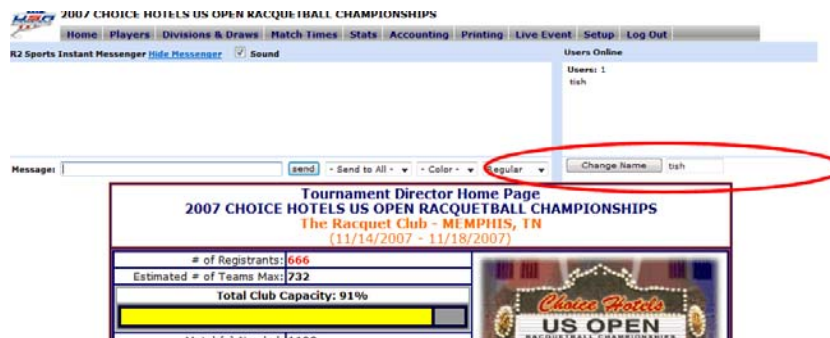 2007 CHOICE HOTELS US OPEN RACQUETBALL CHAMPIONSHIPS
Home Players Divisions & Draws Match Times Stats Accounting Printing Live Event Setup Log Out
R2 Sports Instant Messenger Hide Messenger Sound
Users Online
Users: 1
tish
Message: send - Send to All - - Color - Regular Change Name tish
Tournament Director Home Page
2007 CHOICE HOTELS US OPEN RACQUETBALL CHAMPIONSHIPS
The Racquet Club - MEMPHIS, TN
(11/14/2007 - 11/18/2007)
# of Registrants: 666
Estimated # of Teams Max: 732
Total Club Capacity: 91%
Choice Hotels
US OPEN
RACQUETBALL CHAMPIONSHIPS